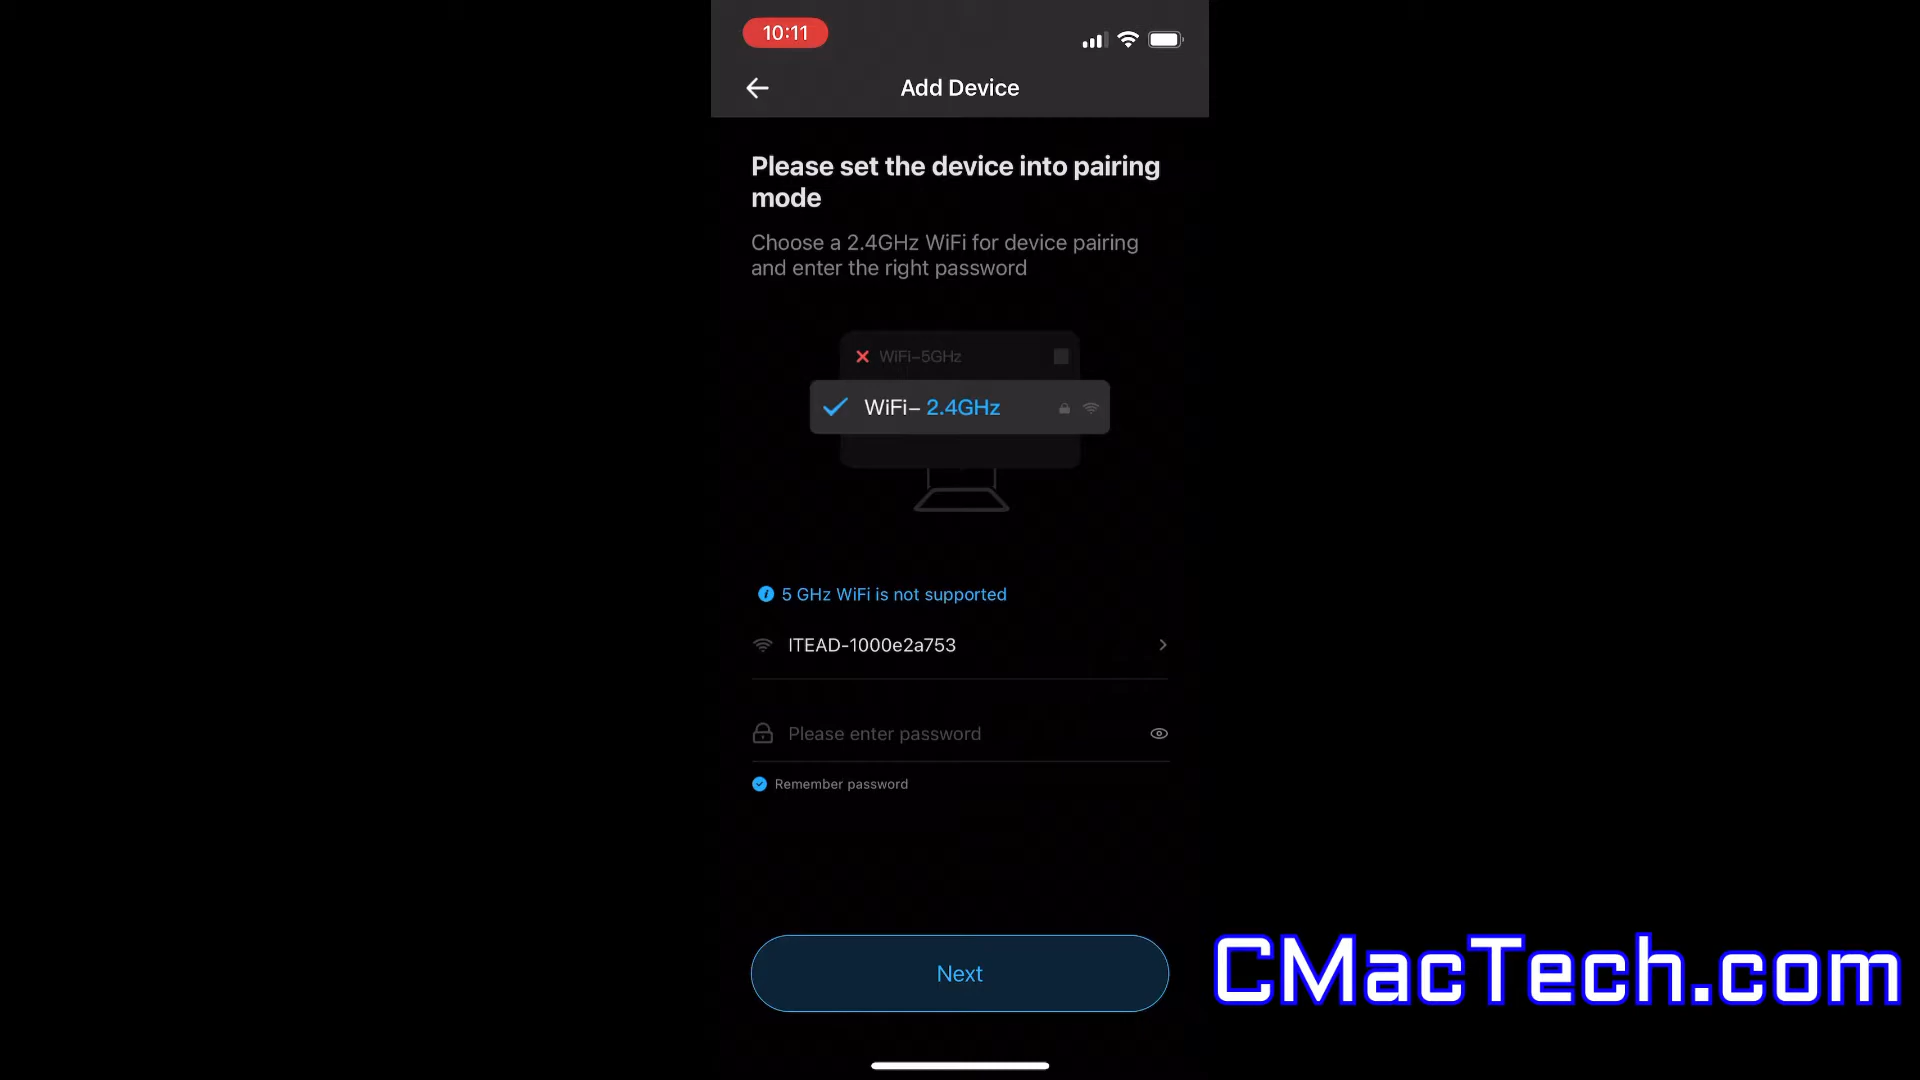 10:11
Add Device
Please set the device into pairing
mode
Choose a 2.4GHz WiFi for device pairing
and enter the right password
WiFi-5GHz
WiFi- 2.4GHz
5 GHz WiFi is not supported
ITEAD-1000e2a753
Please enter password
Remember password
Next
CMacTech.com